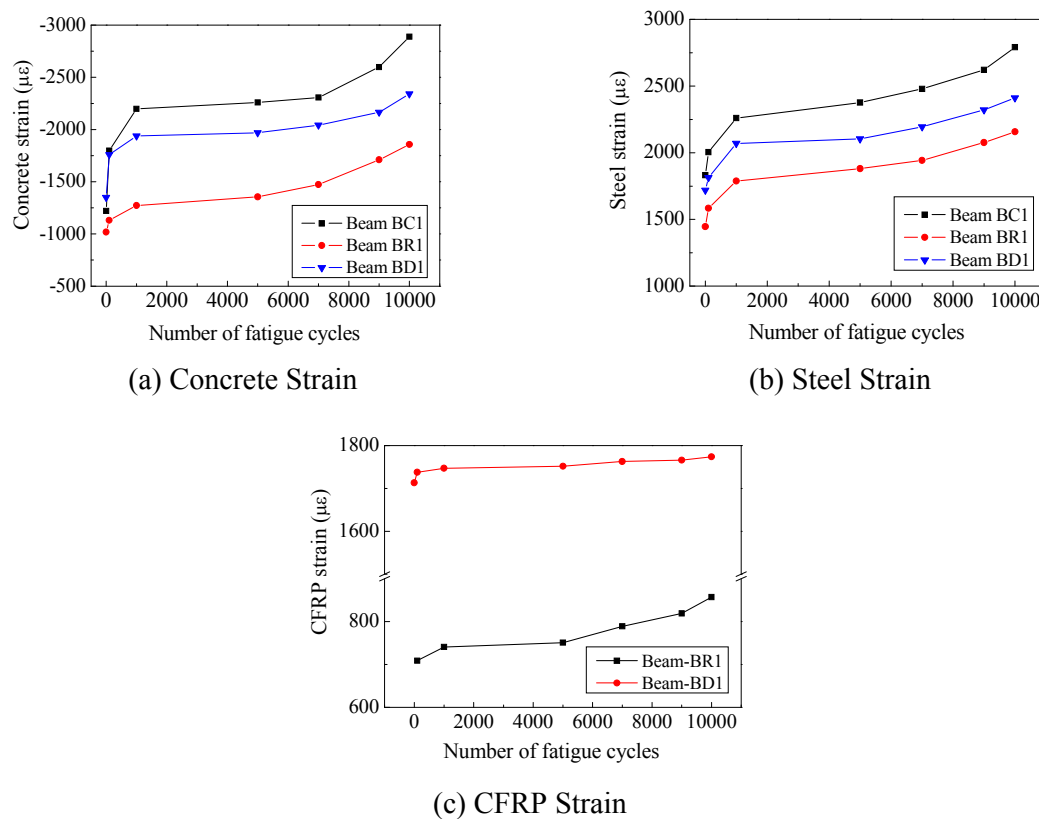 -3000
-2500
-2000
-1500
-1000
-500
Concrete strain (με)
0 2000 4000 6000 8000 10000
Number of fatigue cycles
Beam BC1
Beam BR1
Beam BD1
(a) Concrete Strain
3000
2500
2000
1500
1000
Steel strain (με)
0 2000 4000 6000 8000 10000
Number of fatigue cycles
Beam BC1
Beam BR1
Beam BD1
(b) Steel Strain
1800
1600
800
600
CFRP strain (με)
0 2000 4000 6000 8000 10000
Number of fatigue cycles
Beam-BR1
Beam-BD1
(c) CFRP Strain